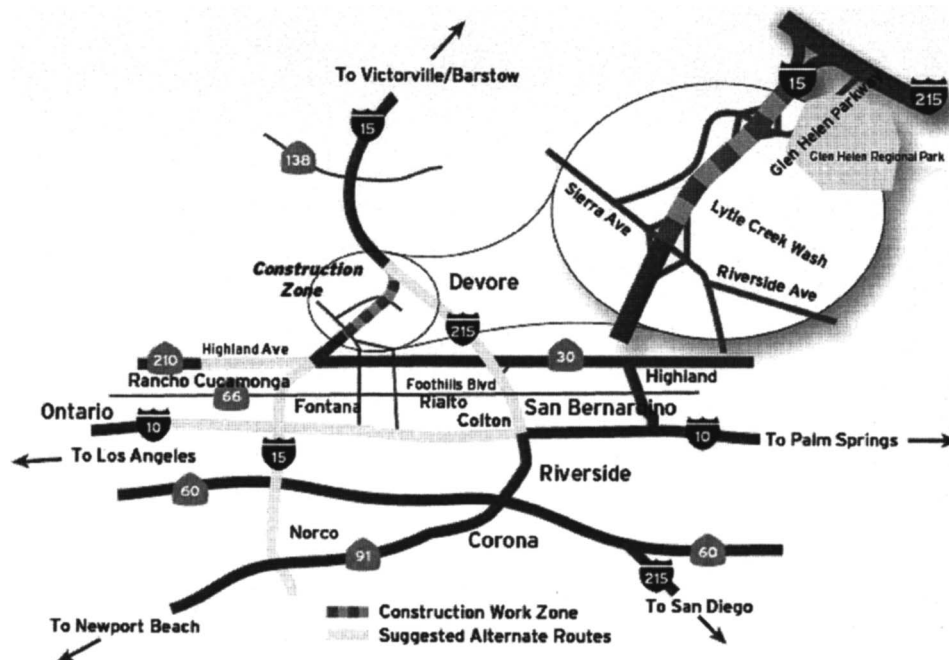 To Victorville/Barstow
15
138
Construction
Zone
Devore
215
210
Highland Ave
30
Highland
Rancho Cucamonga
66
Foothills Blvd
Rialto
Ontario
Fontana
Colton
San Bernardino
10
10
To Palm Springs
To Los Angeles
15
Riverside
60
Norco
Corona
91
60
215
To San Diego
To Newport Beach
Construction Work Zone
Suggested Alternate Routes
15
215
Glen Helen Parkwa
Glen Helen Regional Park
Sierra Ave
Lytle Creek Wash
Riverside Ave